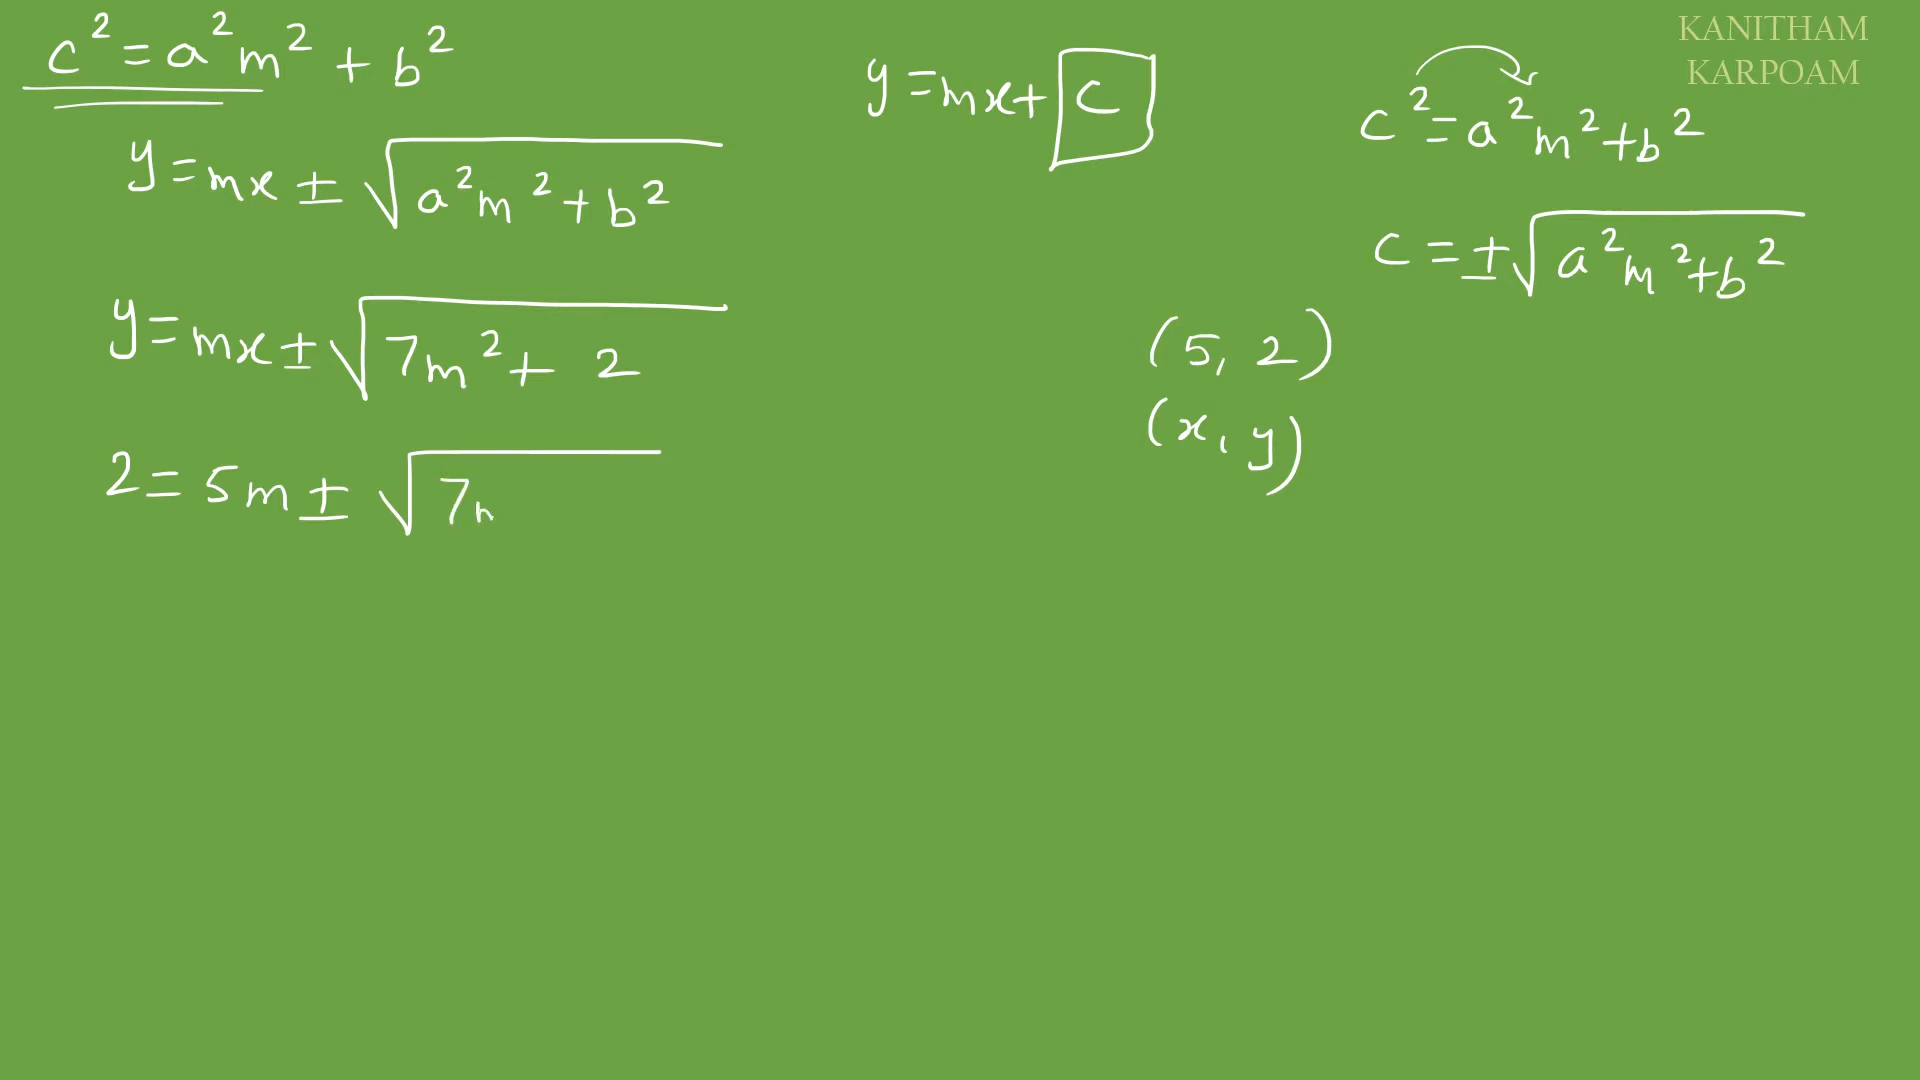 c² = a²m² + b²
y = mx ± √a²m² + b²
y = mx ± √7m² + 2
2 = 5m ± √7m
y = mx + c
(5, 2)
(x, y)
KANITHAM
KARPOAM
c² = a²m² + b²
c = ± √a²m² + b²